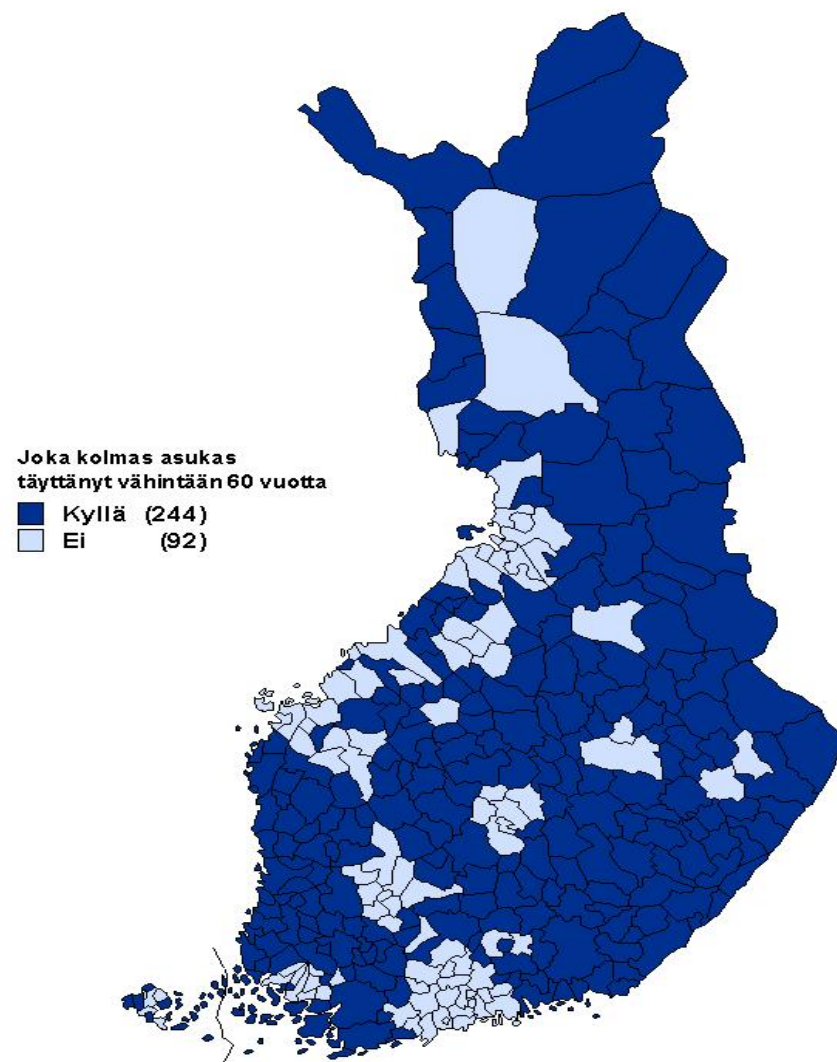 Joka kolmas asukas
täyttänyt vähintään 60 vuotta
Kyllä (244)
Ei (92)